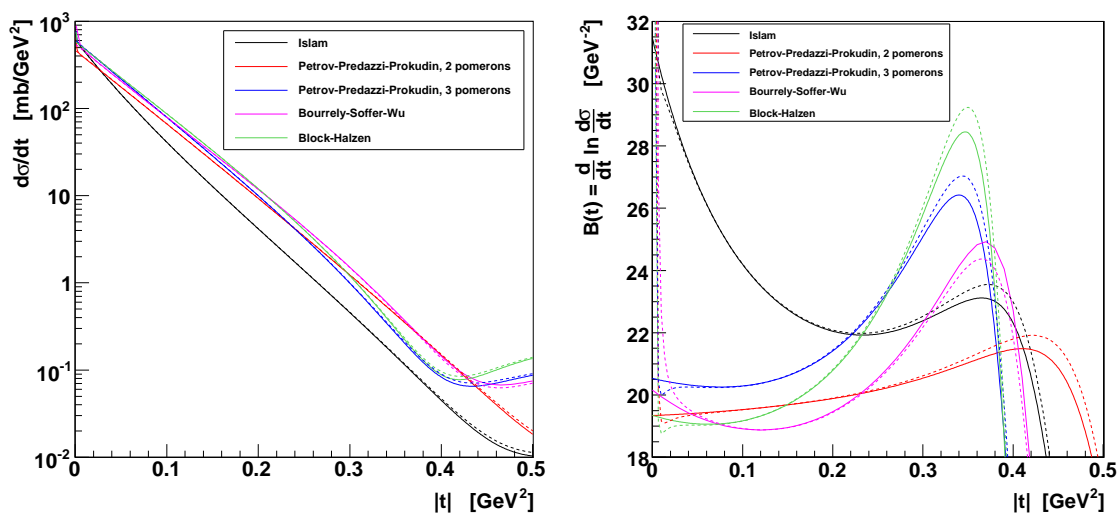 dσ/dt [mb/GeV²]
10³
10²
10
1
10⁻¹
10⁻²
0 0.1 0.2 0.3 0.4 0.5
|t| [GeV²]
Islam
Petrov-Predazzi-Prokudin, 2 pomerons
Petrov-Predazzi-Prokudin, 3 pomerons
Bourrely-Soffer-Wu
Block-Halzen
B(t) = d/dt ln dσ/dt [GeV⁻²]
32
30
28
26
24
22
20
18
0 0.1 0.2 0.3 0.4 0.5
|t| [GeV²]
Islam
Petrov-Predazzi-Prokudin, 2 pomerons
Petrov-Predazzi-Prokudin, 3 pomerons
Bourrely-Soffer-Wu
Block-Halzen